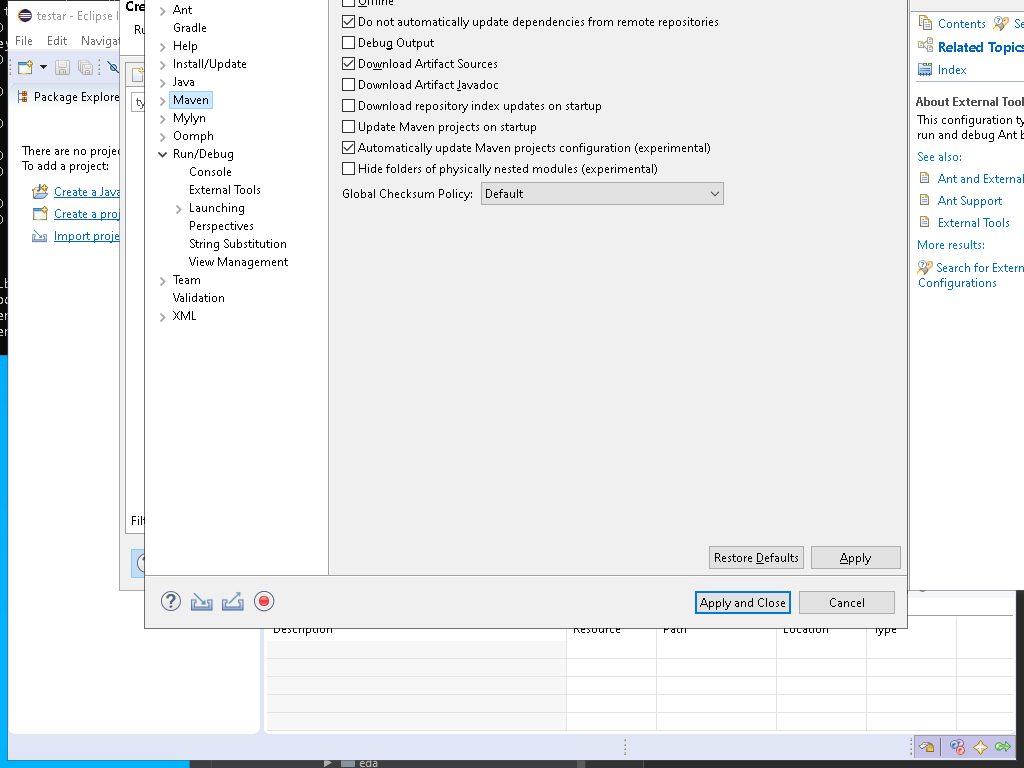 testar - Eclipse I
File Edit Navigat
Package Explore
There are no projec
To add a project:
Create a Java
Create a proj
Import proje
Cre
Ru
ty
Filt
Ant
Gradle
Help
Install/Update
Java
Maven
Mylyn
Oomph
Run/Debug
Console
External Tools
Launching
Perspectives
String Substitution
View Management
Team
Validation
XML
Offline
Do not automatically update dependencies from remote repositories
Debug Output
Download Artifact Sources
Download Artifact Javadoc
Download repository index updates on startup
Update Maven projects on startup
Automatically update Maven projects configuration (experimental)
Hide folders of physically nested modules (experimental)
Global Checksum Policy: Default
Restore Defaults Apply
Apply and Close Cancel
Contents Se
Related Topics
Index
About External Tool
This configuration ty
run and debug Ant b
See also:
Ant and External
Ant Support
External Tools
More results:
Search for Extern
Configurations
Description Resource Path Location Type
eda